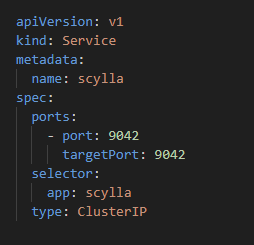 apiVersion: v1
kind: Service
metadata:
  name: scylla
spec:
  ports:
    - port: 9042
      targetPort: 9042
  selector:
    app: scylla
  type: ClusterIP